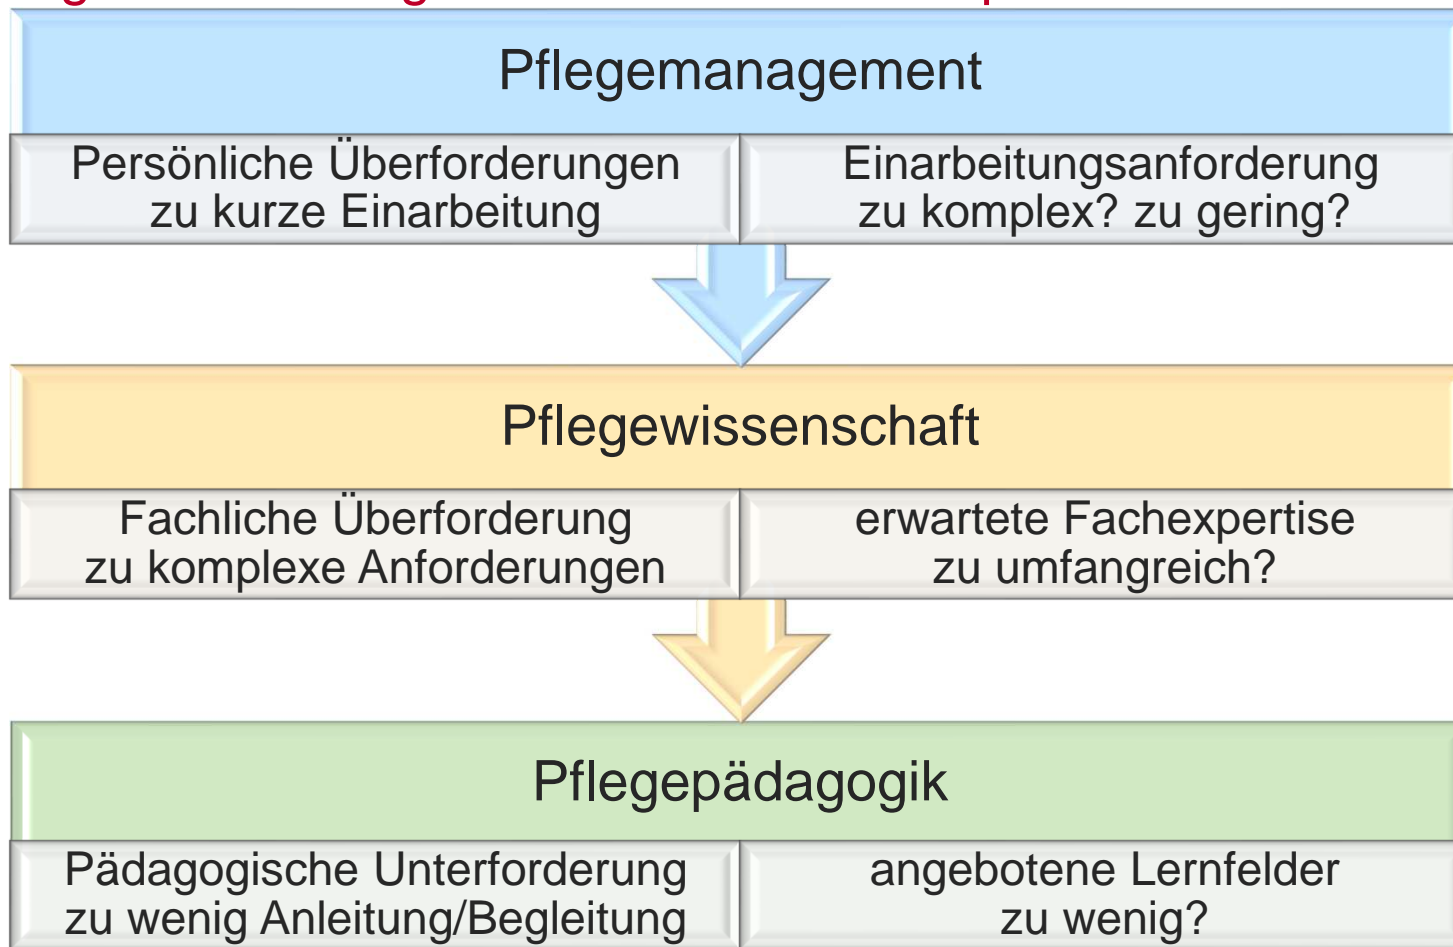 Pflegemanagement
Persönliche Überforderungen
zu kurze Einarbeitung
Einarbeitungsanforderung
zu komplex? zu gering?
Pflegewissenschaft
Fachliche Überforderung
zu komplexe Anforderungen
erwartete Fachexpertise
zu umfangreich?
Pflegepädagogik
Pädagogische Unterforderung
zu wenig Anleitung/Begleitung
angebotene Lernfelder
zu wenig?